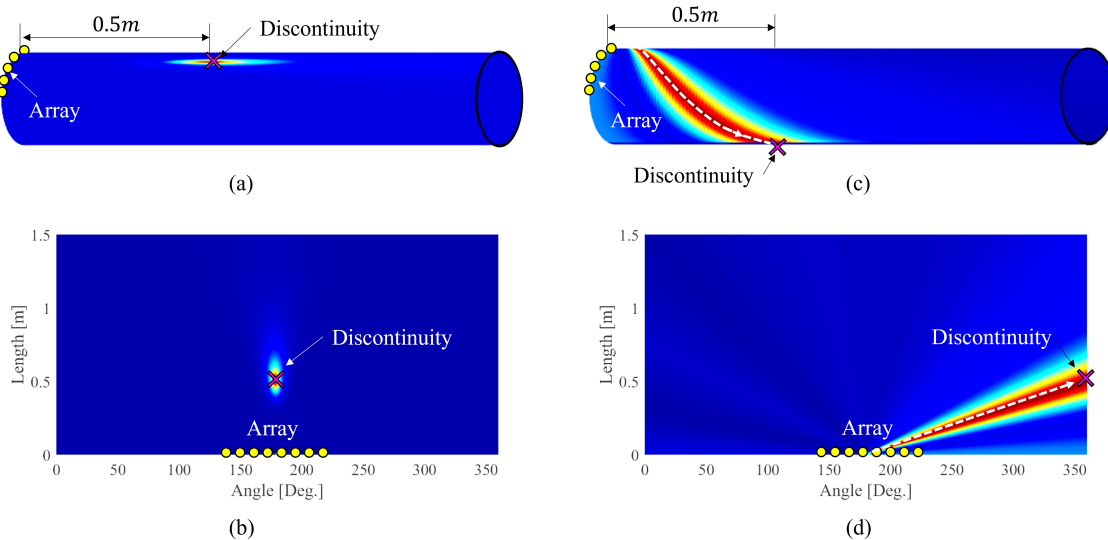 0.5m
Discontinuity
Array
(a)
0.5m
Array
Discontinuity
(c)
1.5
1
0.5
0
Length [m]
Discontinuity
Array
0 50 100 150 200 250 300 350
Angle [Deg.]
(b)
1.5
1
0.5
0
Length [m]
Discontinuity
Array
0 50 100 150 200 250 300 350
Angle [Deg.]
(d)